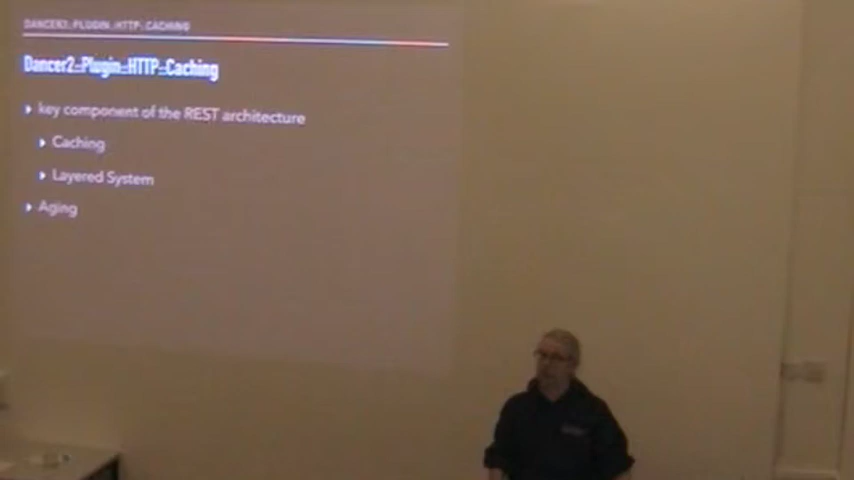 DANCER2::PLUGIN::HTTP::CACHING
Dancer2::Plugin::HTTP::Caching
key component of the REST architecture
Caching
Layered System
Aging